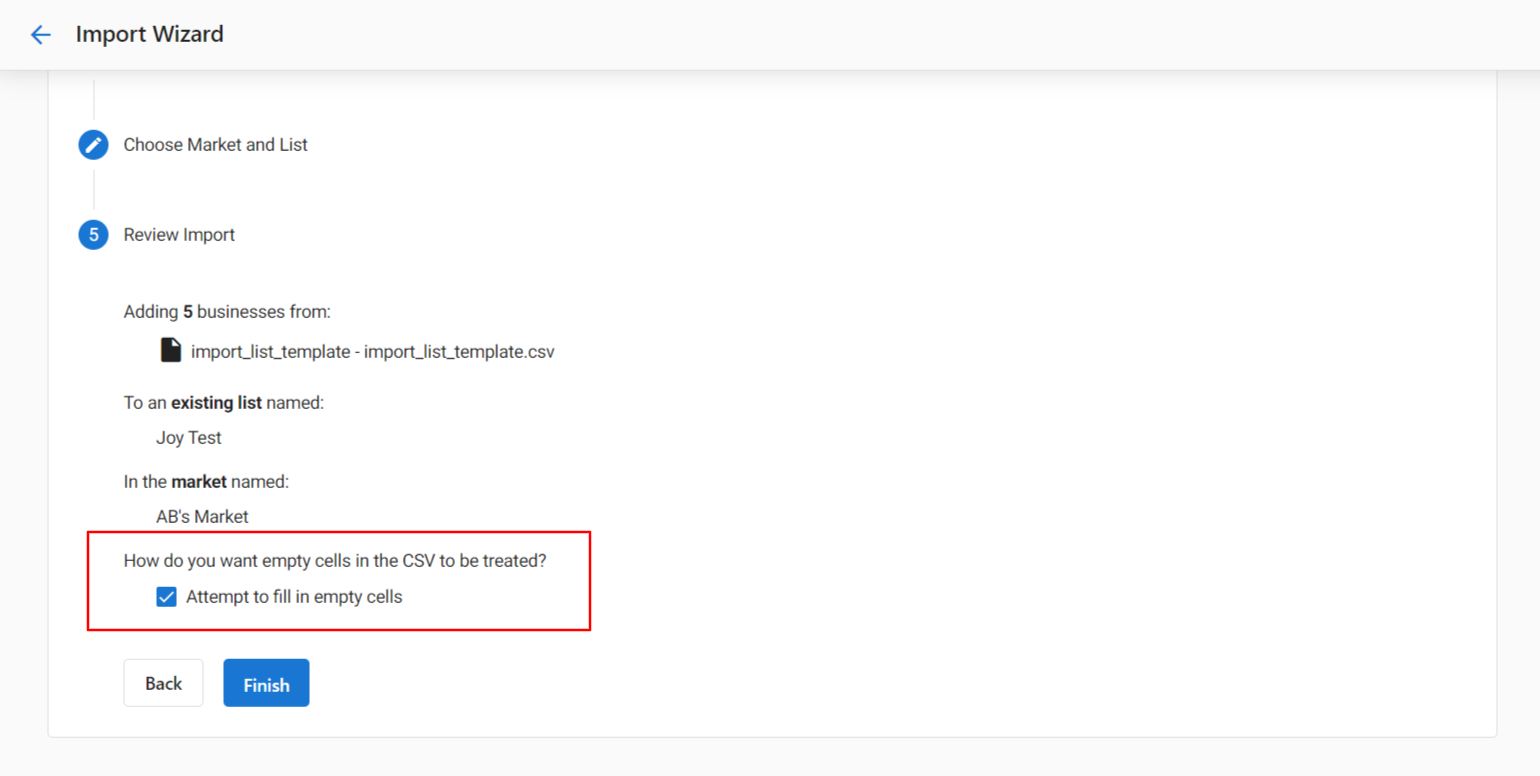 Import Wizard
Choose Market and List
5 Review Import
Adding 5 businesses from:
import_list_template - import_list_template.csv
To an existing list named:
Joy Test
In the market named:
AB's Market
How do you want empty cells in the CSV to be treated?
Attempt to fill in empty cells
Back Finish